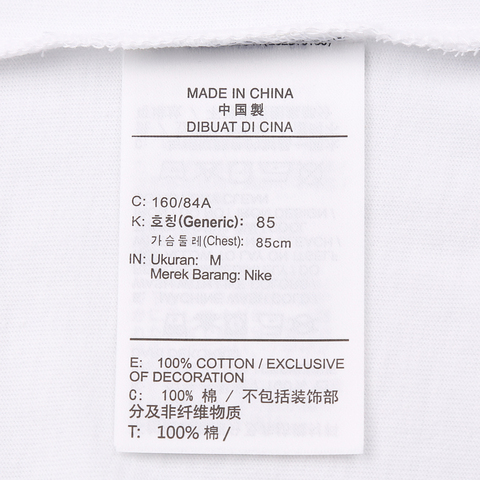 MADE IN CHINA
中国製
DIBUAT DI CINA
C: 160/84A
K: 호칭(Generic): 85
가슴둘레(Chest): 85cm
IN: Ukuran: M
Merek Barang: Nike
E: 100% COTTON / EXCLUSIVE
OF DECORATION
C: 100% 棉 / 不包括装饰部
分及非纤维物质
T: 100% 棉 /